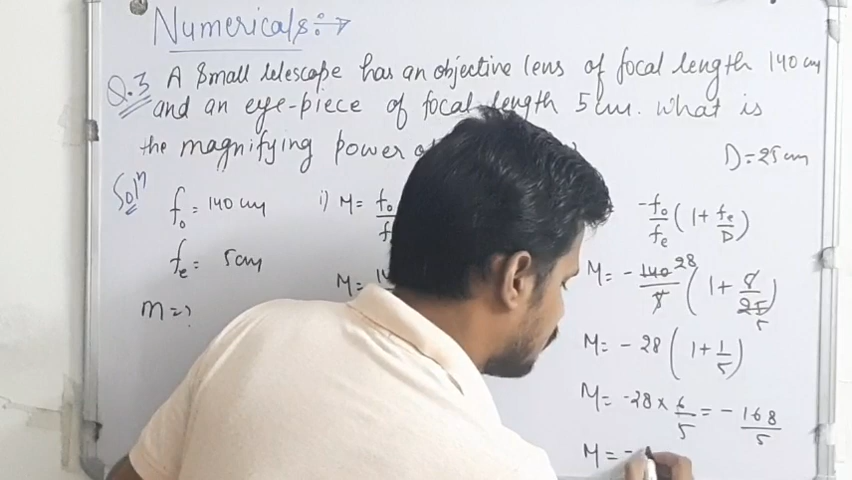 Numericals:→
Q.3 A small telescope has an objective lens of focal length 140 cm
and an eye-piece of focal length 5 cm. What is
the magnifying power
D = 25 cm
Solⁿ
f₀ = 140 cm
fₑ = 5 cm
m = ?
i) M = f₀/f
M = 14
-f₀/fₑ (1 + fₑ/D)
M = - 140/5 28 (1 + 5/25 5)
M = - 28 (1 + 1/5)
M = -28 × 6/5 = - 168/5
M = -